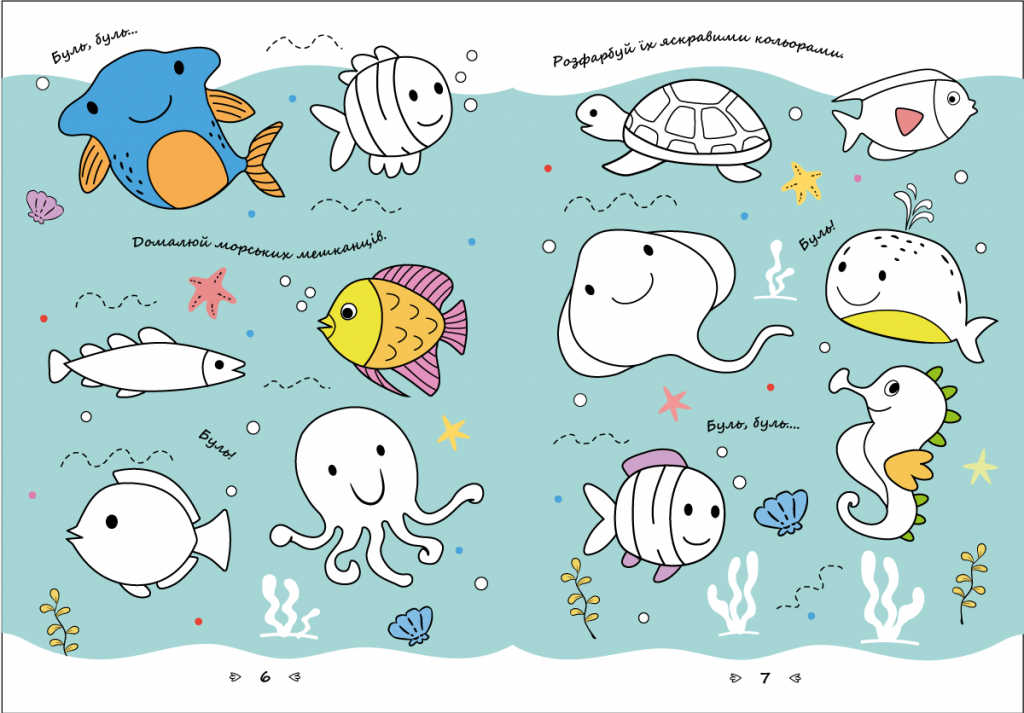 Буль, буль...
Домалюй морських мешканців.
Буль!
6
Розфарбуй їх яскравими кольорами.
Буль!
Буль, буль....
7